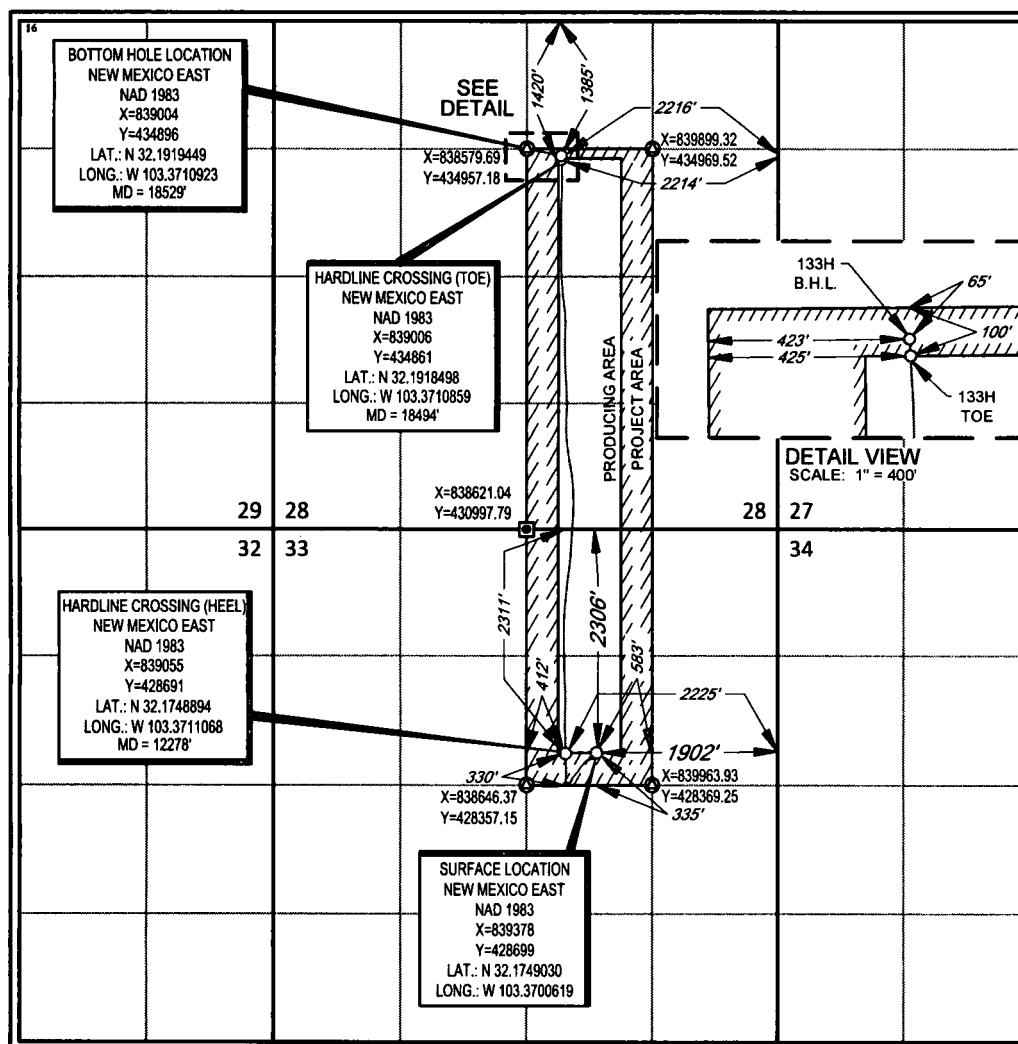 16
BOTTOM HOLE LOCATION
NEW MEXICO EAST
NAD 1983
X=839004
Y=434896
LAT.: N 32.1919449
LONG.: W 103.3710923
MD = 18529'
SEE
DETAIL
1420'
1385'
2216'
X=838579.69
Y=434957.18
X=839899.32
Y=434969.52
2214'
HARDLINE CROSSING (TOE)
NEW MEXICO EAST
NAD 1983
X=839006
Y=434861
LAT.: N 32.1918498
LONG.: W 103.3710859
MD = 18494'
PRODUCING AREA
PROJECT AREA
133H
B.H.L.
65'
423'
100'
425'
133H
TOE
DETAIL VIEW
SCALE: 1" = 400'
X=838621.04
Y=430997.79
29 28
28 27
32 33
34
HARDLINE CROSSING (HEEL)
NEW MEXICO EAST
NAD 1983
X=839055
Y=428691
LAT.: N 32.1748894
LONG.: W 103.3711068
MD = 12278'
2311'
2306'
412'
583'
2225'
1902'
330'
X=838646.37
Y=428357.15
X=839963.93
Y=428369.25
335'
SURFACE LOCATION
NEW MEXICO EAST
NAD 1983
X=839378
Y=428699
LAT.: N 32.1749030
LONG.: W 103.3700619